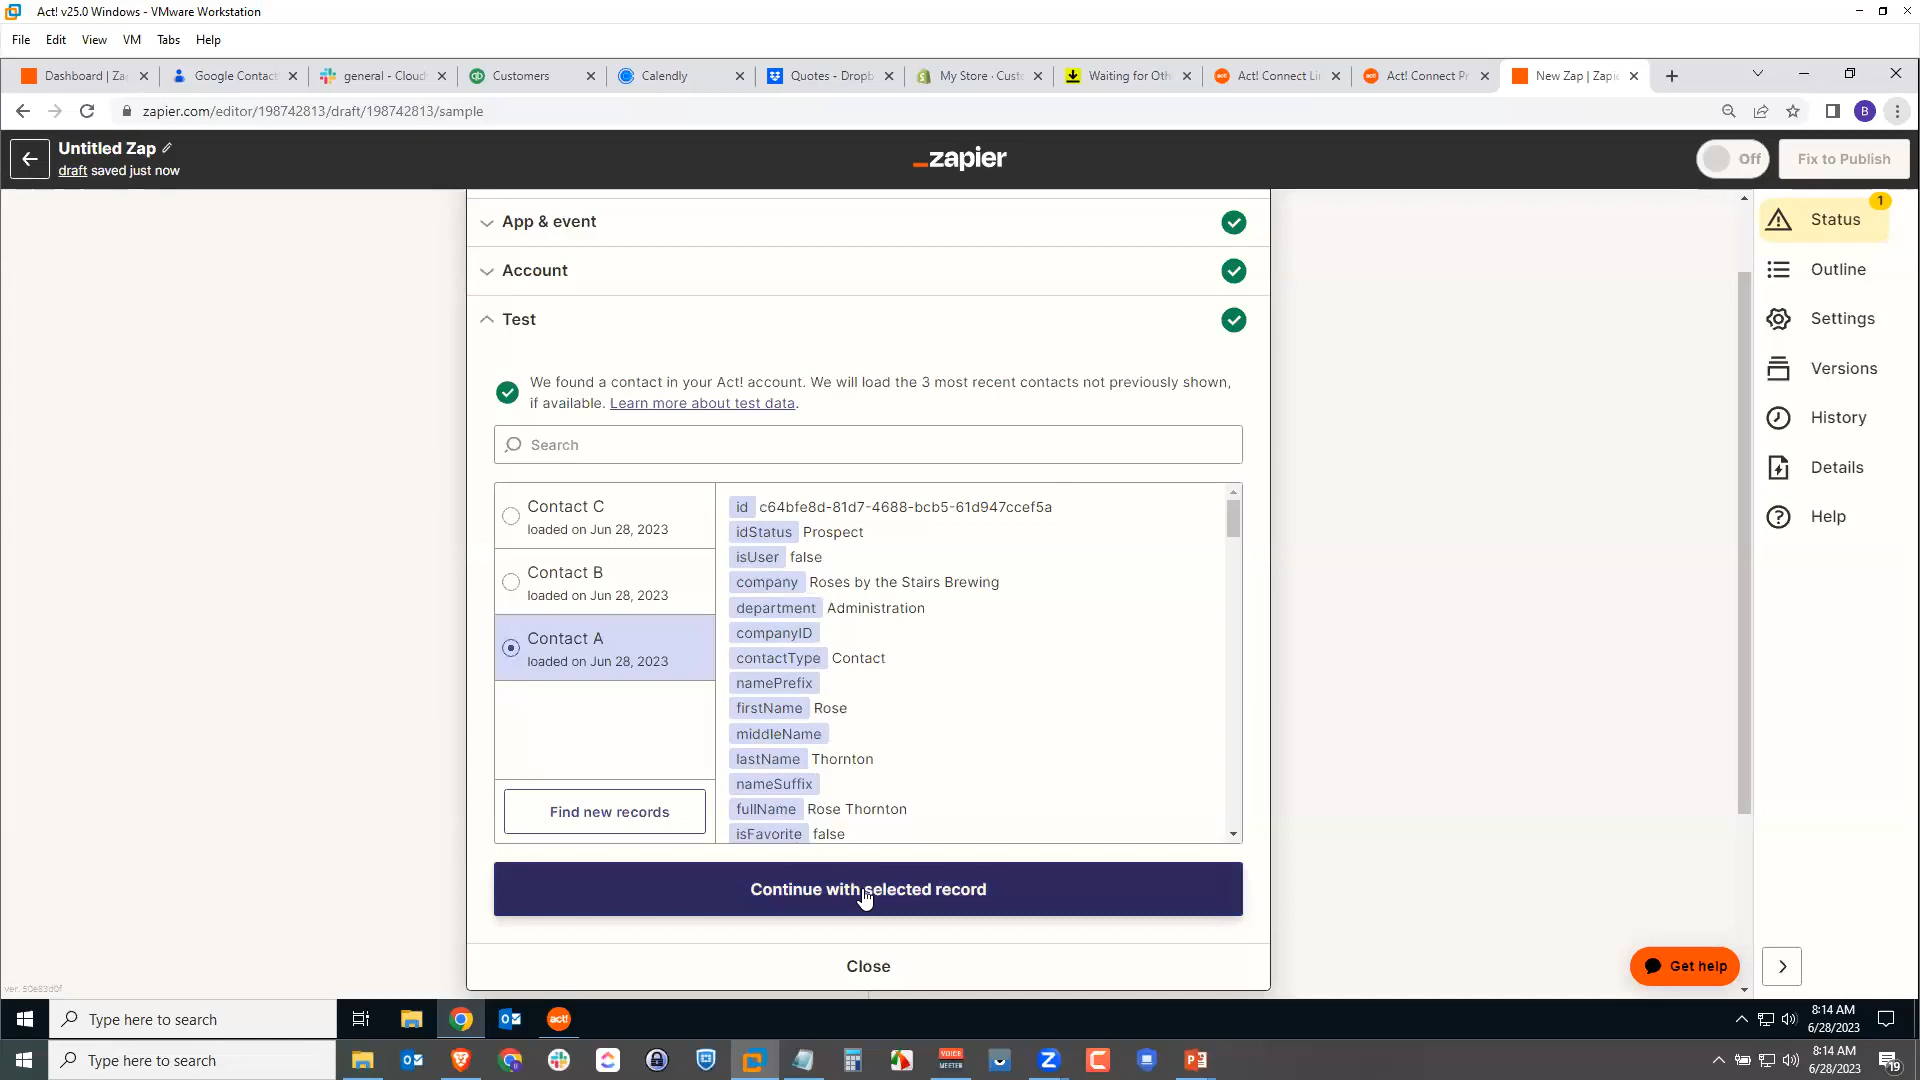 Act! v25.0 Windows - VMware Workstation
File Edit View VM Tabs Help
Dashboard | Za
Google Contac
general - Cloud
Customers
Calendly
Quotes - Dropb
My Store · Custo
Waiting for Oth
Act! Connect Li
Act! Connect Pr
New Zap | Zapie
zapier.com/editor/198742813/draft/198742813/sample
B
Untitled Zap
draft saved just now
zapier
Off
Fix to Publish
App & event
Account
Test
We found a contact in your Act! account. We will load the 3 most recent contacts not previously shown,
if available. Learn more about test data.
Search
Contact C
loaded on Jun 28, 2023
Contact B
loaded on Jun 28, 2023
Contact A
loaded on Jun 28, 2023
Find new records
id c64bfe8d-81d7-4688-bcb5-61d947ccef5a
idStatus Prospect
isUser false
company Roses by the Stairs Brewing
department Administration
companyID
contactType Contact
namePrefix
firstName Rose
middleName
lastName Thornton
nameSuffix
fullName Rose Thornton
isFavorite false
Continue with selected record
Close
1
Status
Outline
Settings
Versions
History
Details
Help
Get help
ver. 50e83d0f
Type here to search
act!
8:14 AM
6/28/2023
Type here to search
VOICE
MEETER
8:14 AM
6/28/2023
19